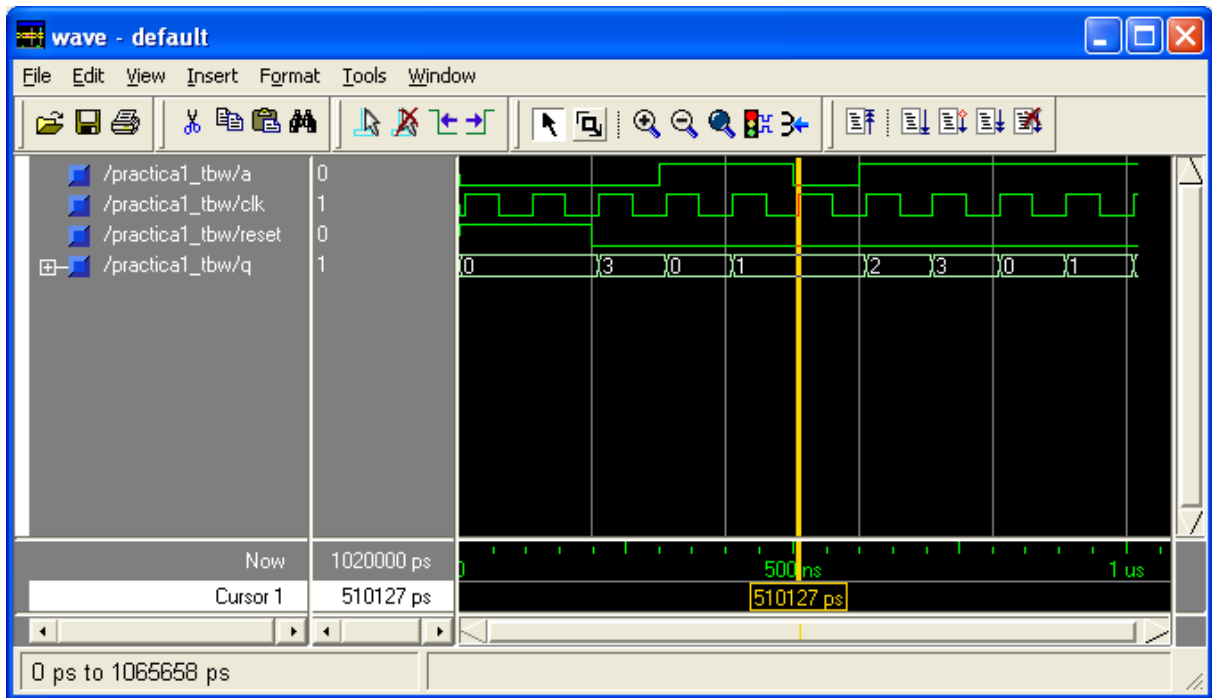 wave - default
File Edit View Insert Format Tools Window
/practica1_tbw/a 0
/practica1_tbw/clk 1
/practica1_tbw/reset 0
/practica1_tbw/q 1 0 3 0 1 2 3 0 1
Now 1020000 ps 0 500 ns 1 us
Cursor 1 510127 ps 510127 ps
0 ps to 1065658 ps